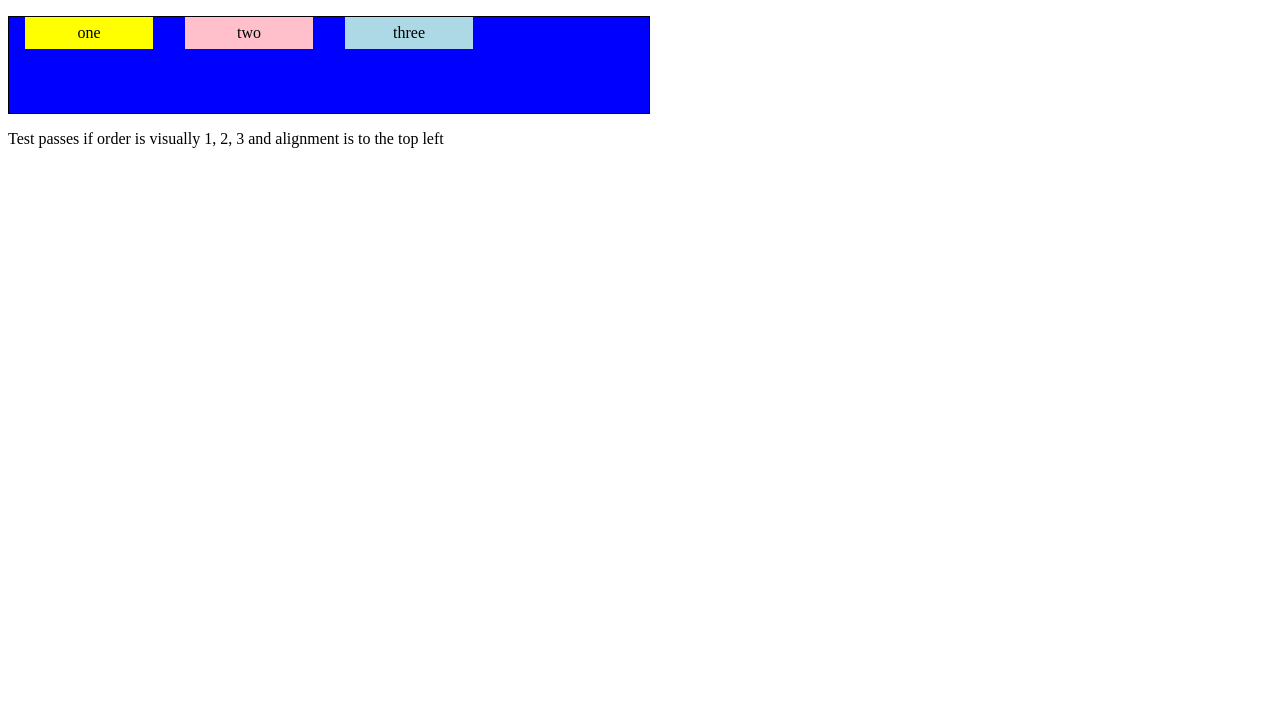 one two three
Test passes if order is visually 1, 2, 3 and alignment is to the top left